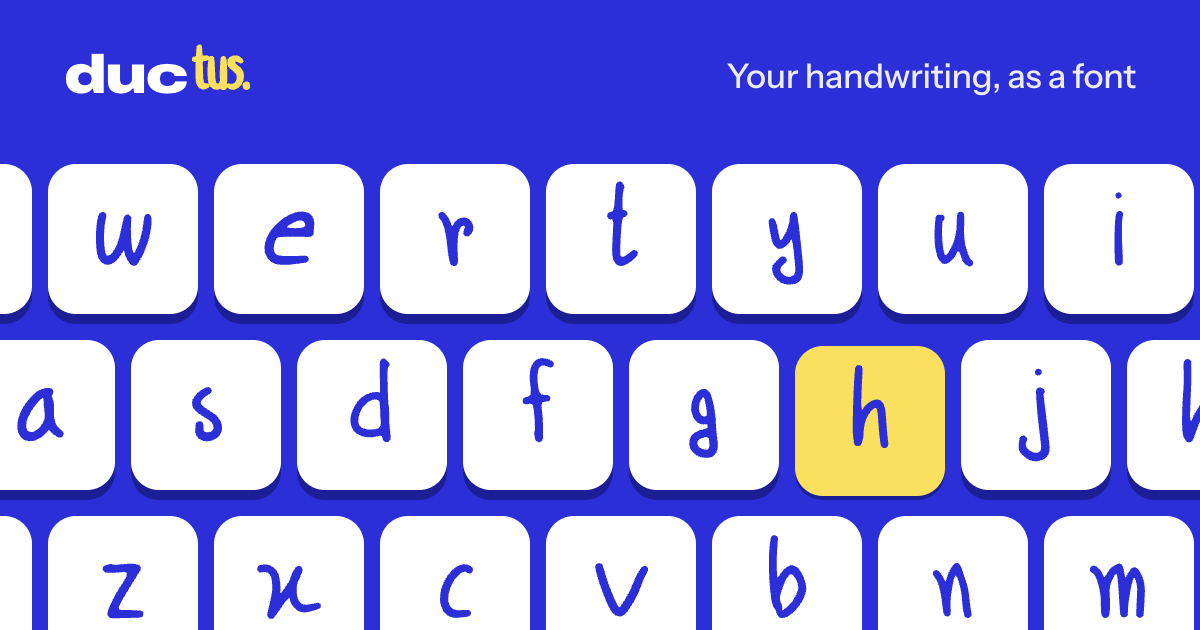 ductus.
Your handwriting, as a font
w e r t y u i
a s d f g h j
z x c v b n m